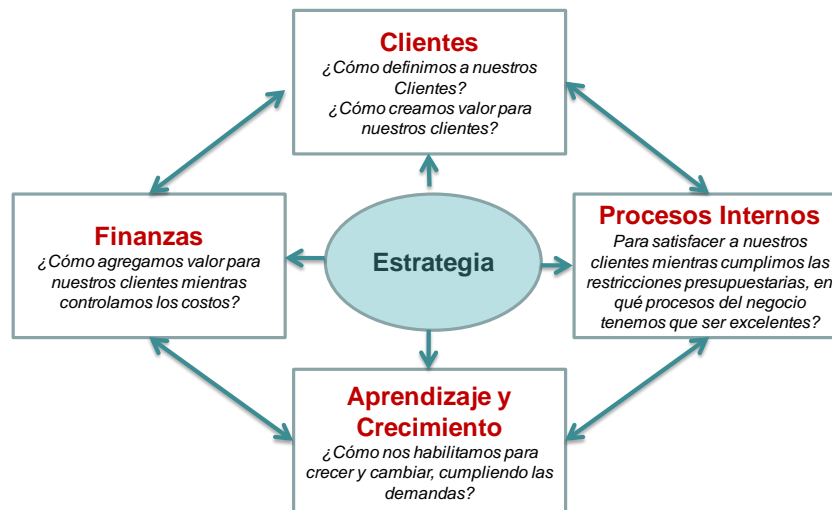 Clientes
¿Cómo definimos a nuestros
Clientes?
¿Cómo creamos valor para
nuestros clientes?
Finanzas
¿Cómo agregamos valor para
nuestros clientes mientras
controlamos los costos?
Estrategia
Procesos Internos
Para satisfacer a nuestros
clientes mientras cumplimos las
restricciones presupuestarias, en
qué procesos del negocio
tenemos que ser excelentes?
Aprendizaje y
Crecimiento
¿Cómo nos habilitamos para
crecer y cambiar, cumpliendo las
demandas?